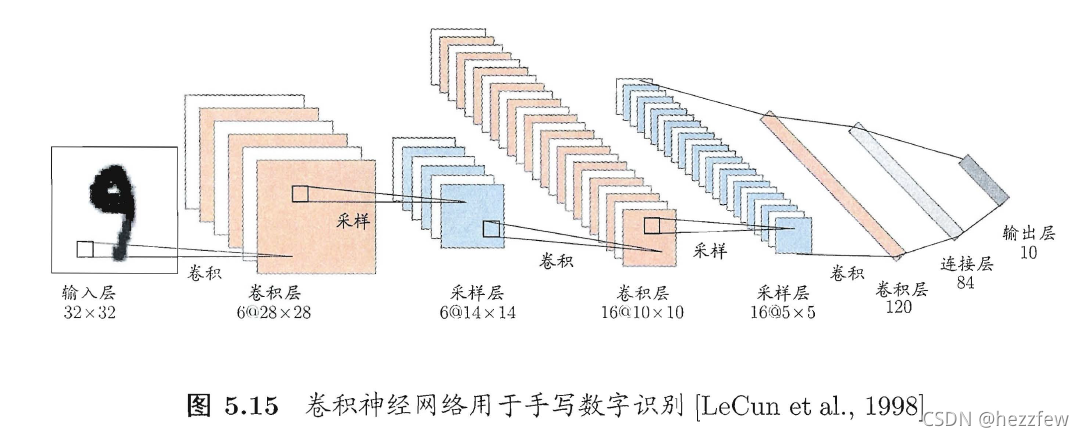 采样
卷积
卷积
采样
卷积
输入层
32×32
卷积层
6@28×28
采样层
6@14×14
卷积层
16@10×10
采样层
16@5×5
卷积层
120
连接层
84
输出层
10
图 5.15 卷积神经网络用于手写数字识别 [LeCun et al., 1998]
CSDN @hezzfew